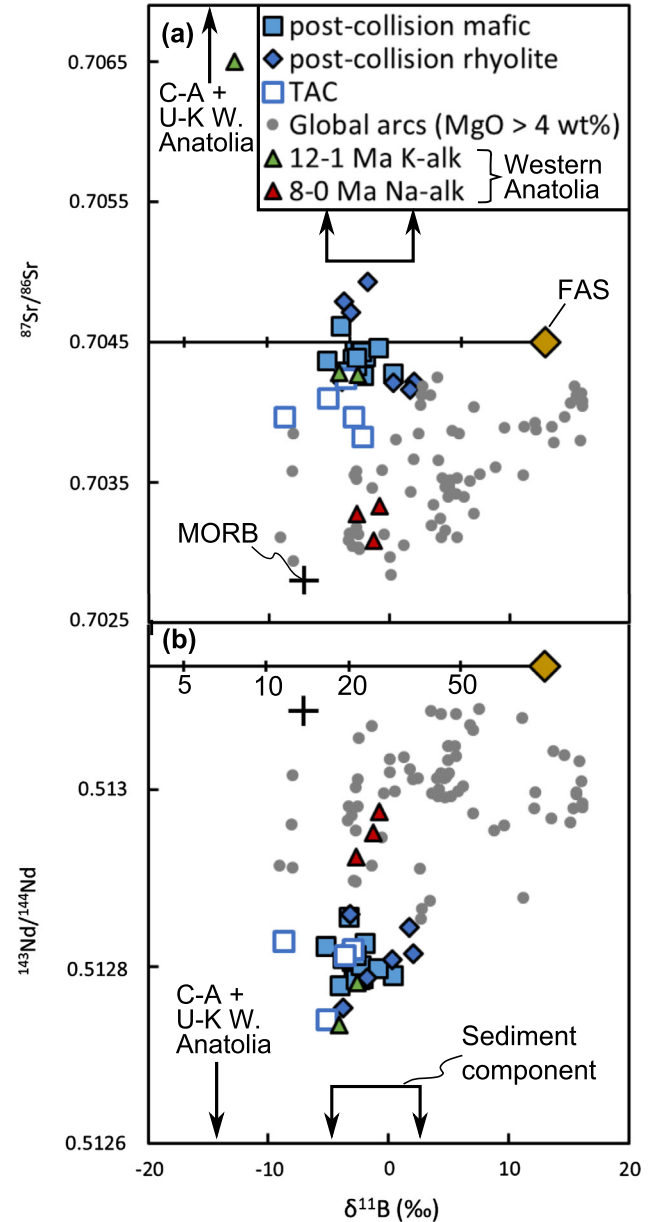 (a)
post-collision mafic
post-collision rhyolite
TAC
Global arcs (MgO > 4 wt%)
12-1 Ma K-alk
8-0 Ma Na-alk
Western
Anatolia
C-A +
U-K W.
Anatolia
0.7065
0.7055
0.7045
0.7035
0.7025
⁸⁷Sr/⁸⁶Sr
FAS
MORB
(b)
5 10 20 50
0.513
0.5128
0.5126
¹⁴³Nd/¹⁴⁴Nd
C-A +
U-K W.
Anatolia
Sediment
component
-20 -10 0 10 20
δ¹¹B (‰)